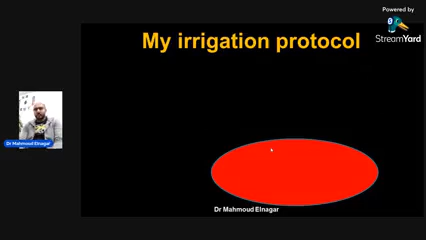 Powered by
StreamYard
My irrigation protocol
Dr Mahmoud Elnagar
Dr Mahmoud Elnagar